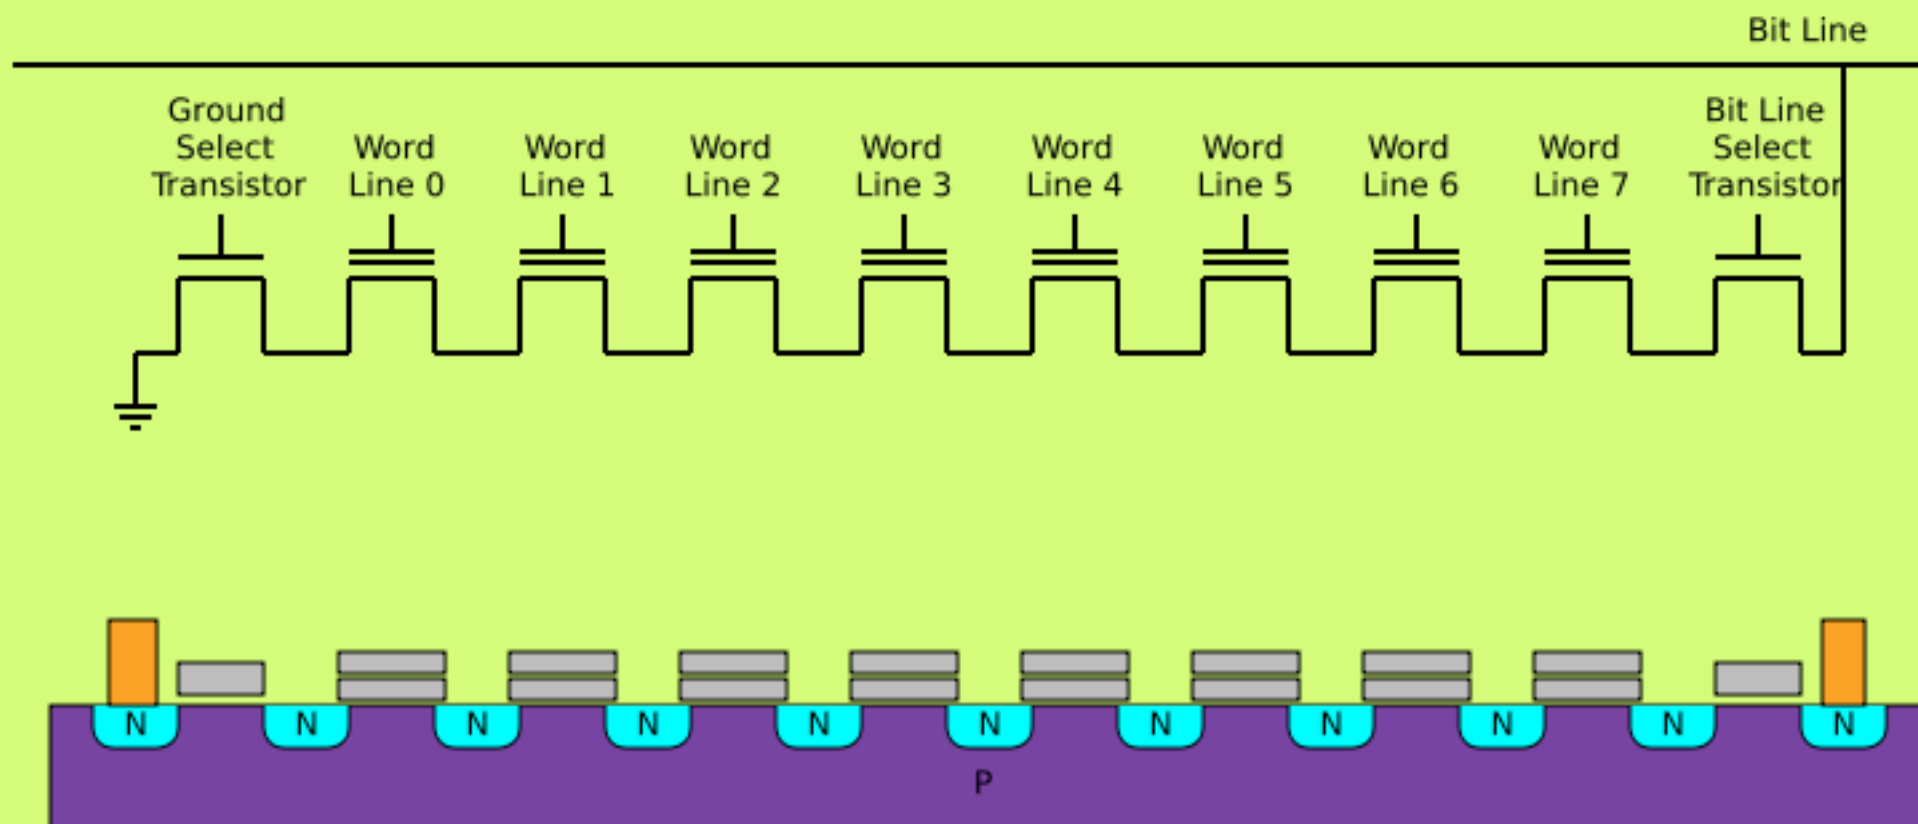 Bit Line
Ground
Select
Transistor
Word
Line 0
Word
Line 1
Word
Line 2
Word
Line 3
Word
Line 4
Word
Line 5
Word
Line 6
Word
Line 7
Bit Line
Select
Transistor
N
N
N
N
N
N
N
N
N
N
N
P